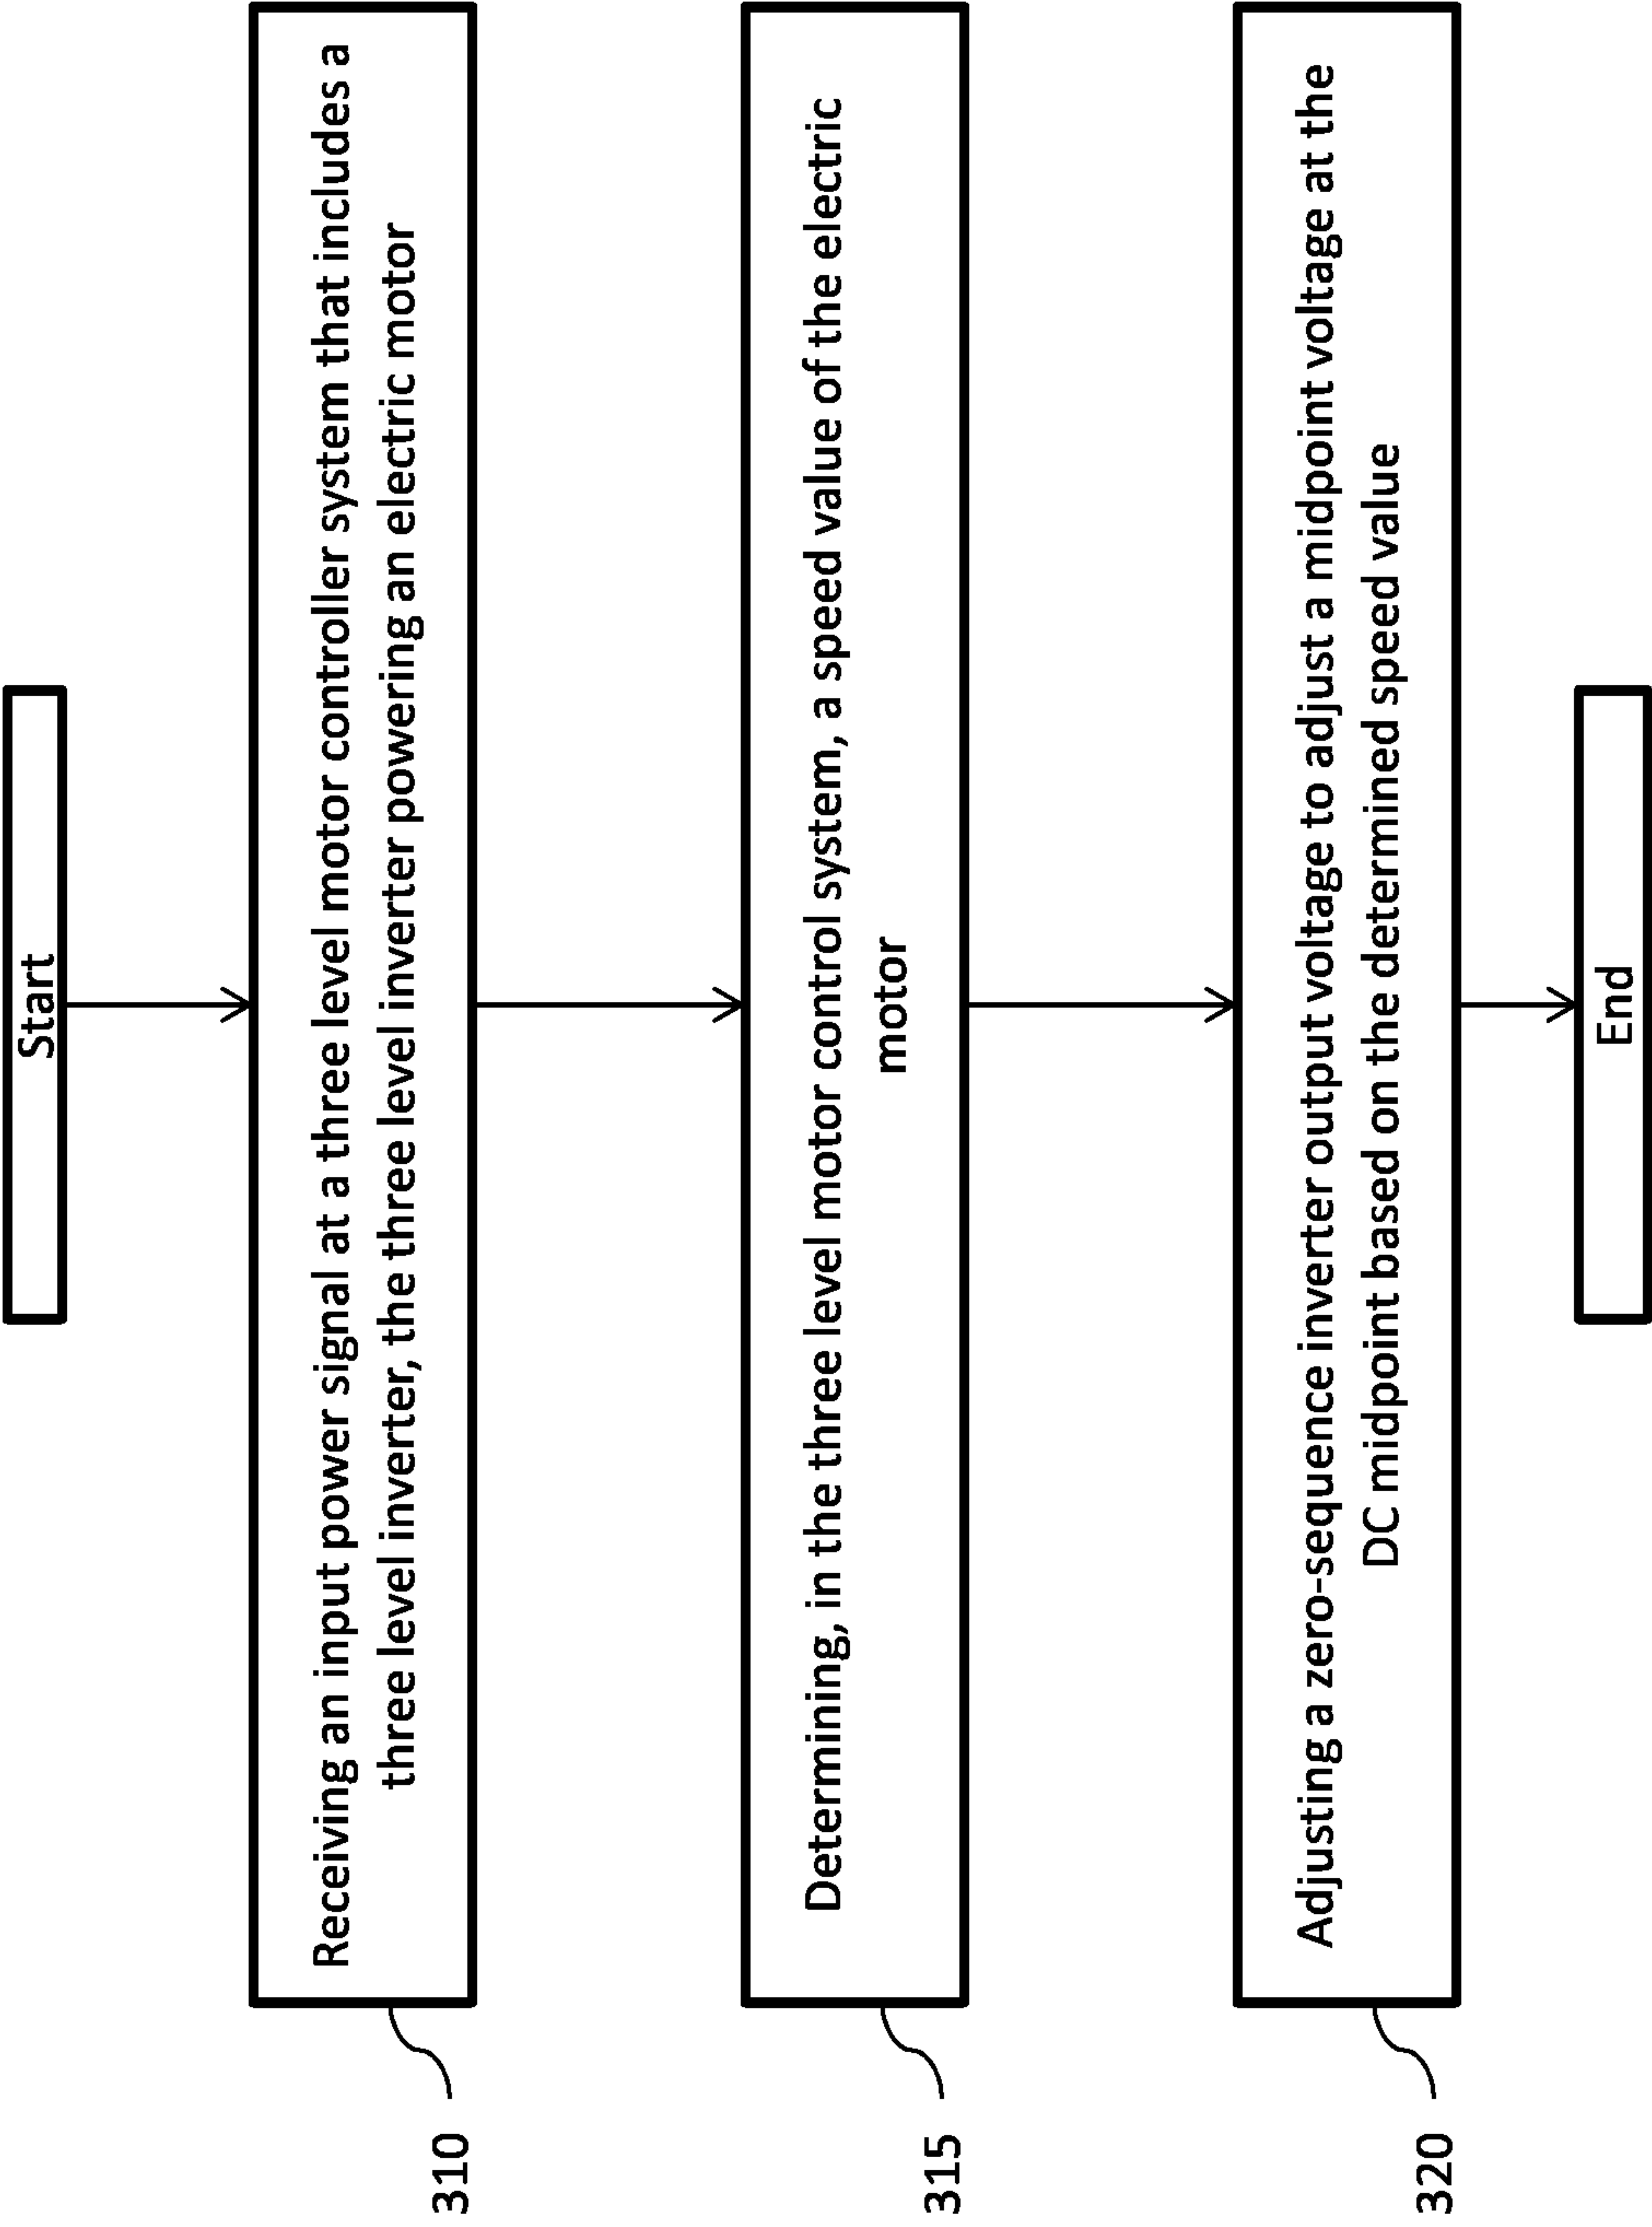 Start
Receiving an input power signal at a three level motor controller system that includes a
three level inverter, the three level inverter powering an electric motor
310
Determining, in the three level motor control system, a speed value of the electric
motor
315
Adjusting a zero-sequence inverter output voltage to adjust a midpoint voltage at the
DC midpoint based on the determined speed value
320
End